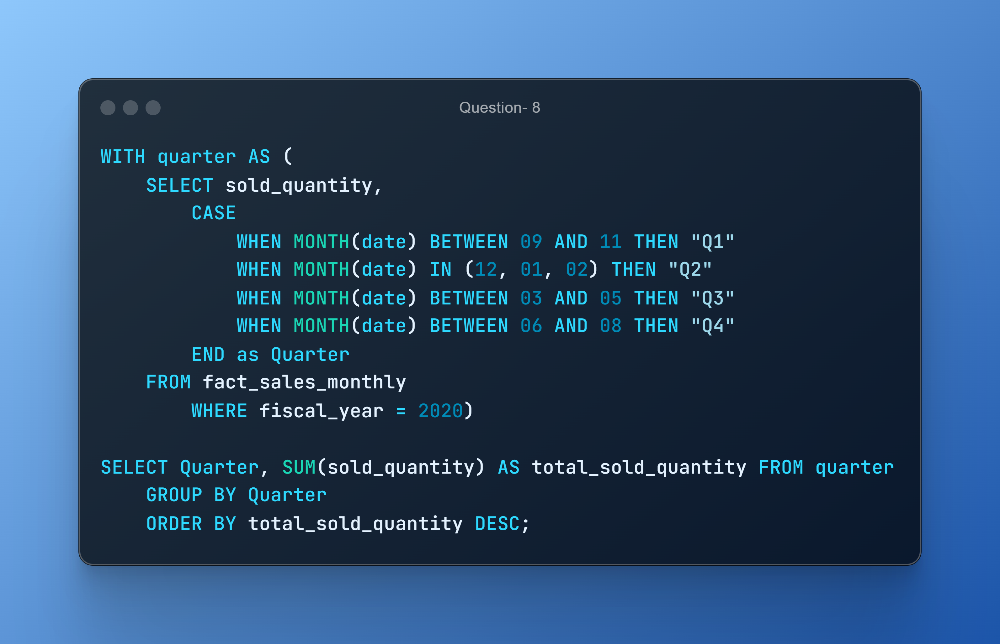 Question- 8
WITH quarter AS (
    SELECT sold_quantity,
        CASE
            WHEN MONTH(date) BETWEEN 09 AND 11 THEN "Q1"
            WHEN MONTH(date) IN (12, 01, 02) THEN "Q2"
            WHEN MONTH(date) BETWEEN 03 AND 05 THEN "Q3"
            WHEN MONTH(date) BETWEEN 06 AND 08 THEN "Q4"
        END as Quarter
    FROM fact_sales_monthly
        WHERE fiscal_year = 2020)
SELECT Quarter, SUM(sold_quantity) AS total_sold_quantity FROM quarter
    GROUP BY Quarter
    ORDER BY total_sold_quantity DESC;